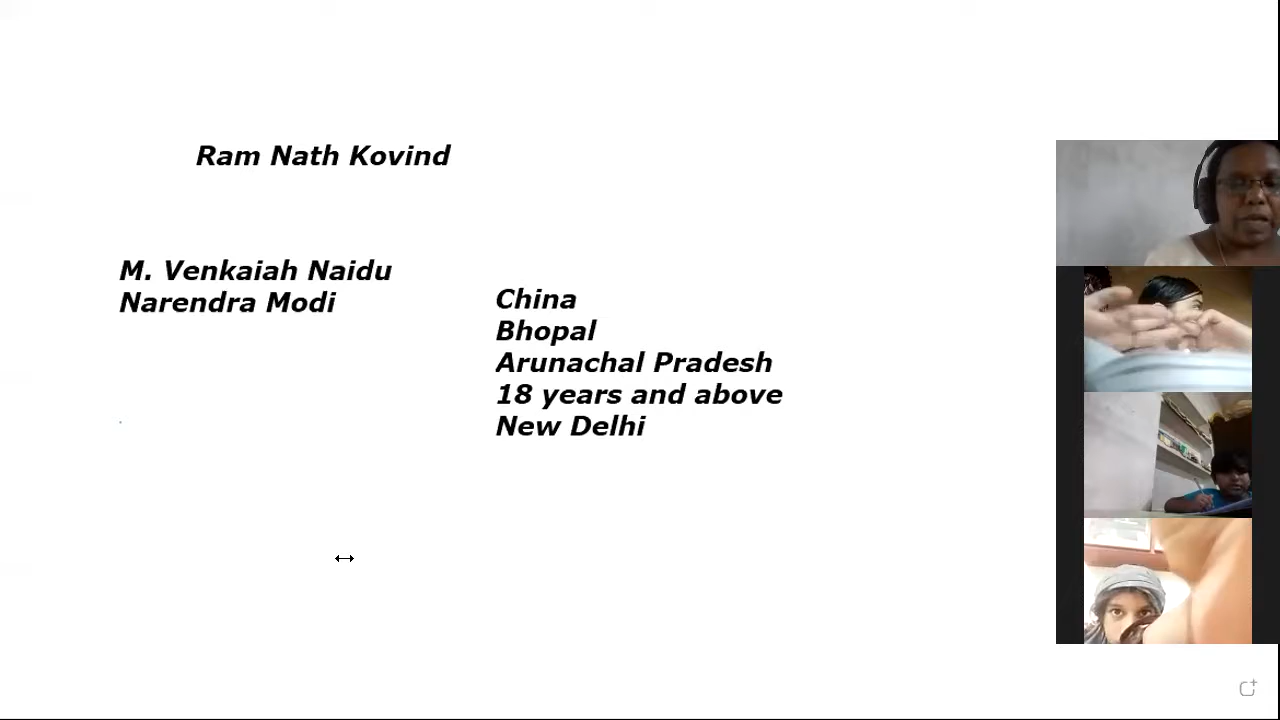 Ram Nath Kovind
M. Venkaiah Naidu
Narendra Modi
China
Bhopal
Arunachal Pradesh
18 years and above
New Delhi